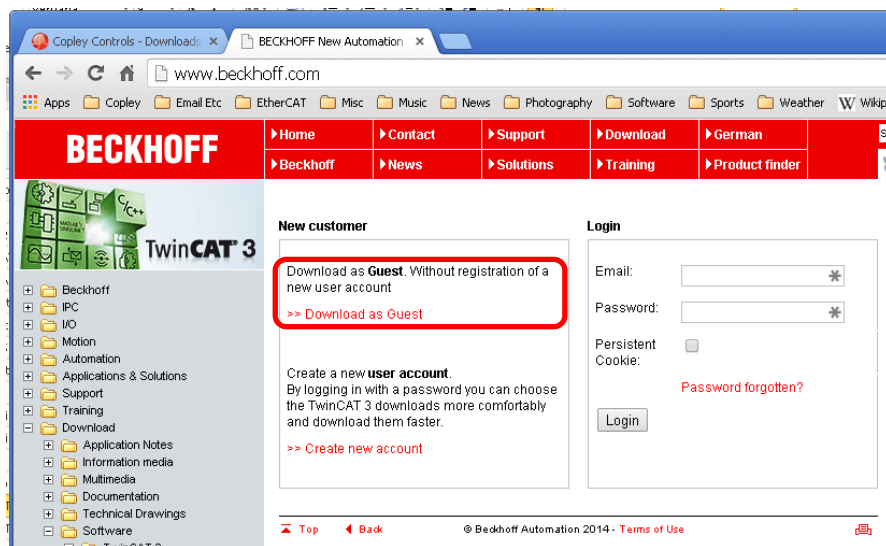 Copley Controls - Downloads
BECKHOFF New Automation
www.beckhoff.com
Apps Copley Email Etc EtherCAT Misc Music News Photography Software Sports Weather W
BECKHOFF
Home Contact Support Download German
Beckhoff News Solutions Training Product finder
C/C++
TwinCAT® 3
Beckhoff
IPC
I/O
Motion
Automation
Applications & Solutions
Support
Training
Download
Application Notes
Information media
Multimedia
Documentation
Technical Drawings
Software
New customer
Download as Guest. Without registration of a
new user account
>> Download as Guest
Create a new user account.
By logging in with a password you can choose
the TwinCAT 3 downloads more comfortably
and download them faster.
>> Create new account
Login
Email:
Password:
Persistent
Cookie:
Password forgotten?
Login
Top Back © Beckhoff Automation 2014 - Terms of Use